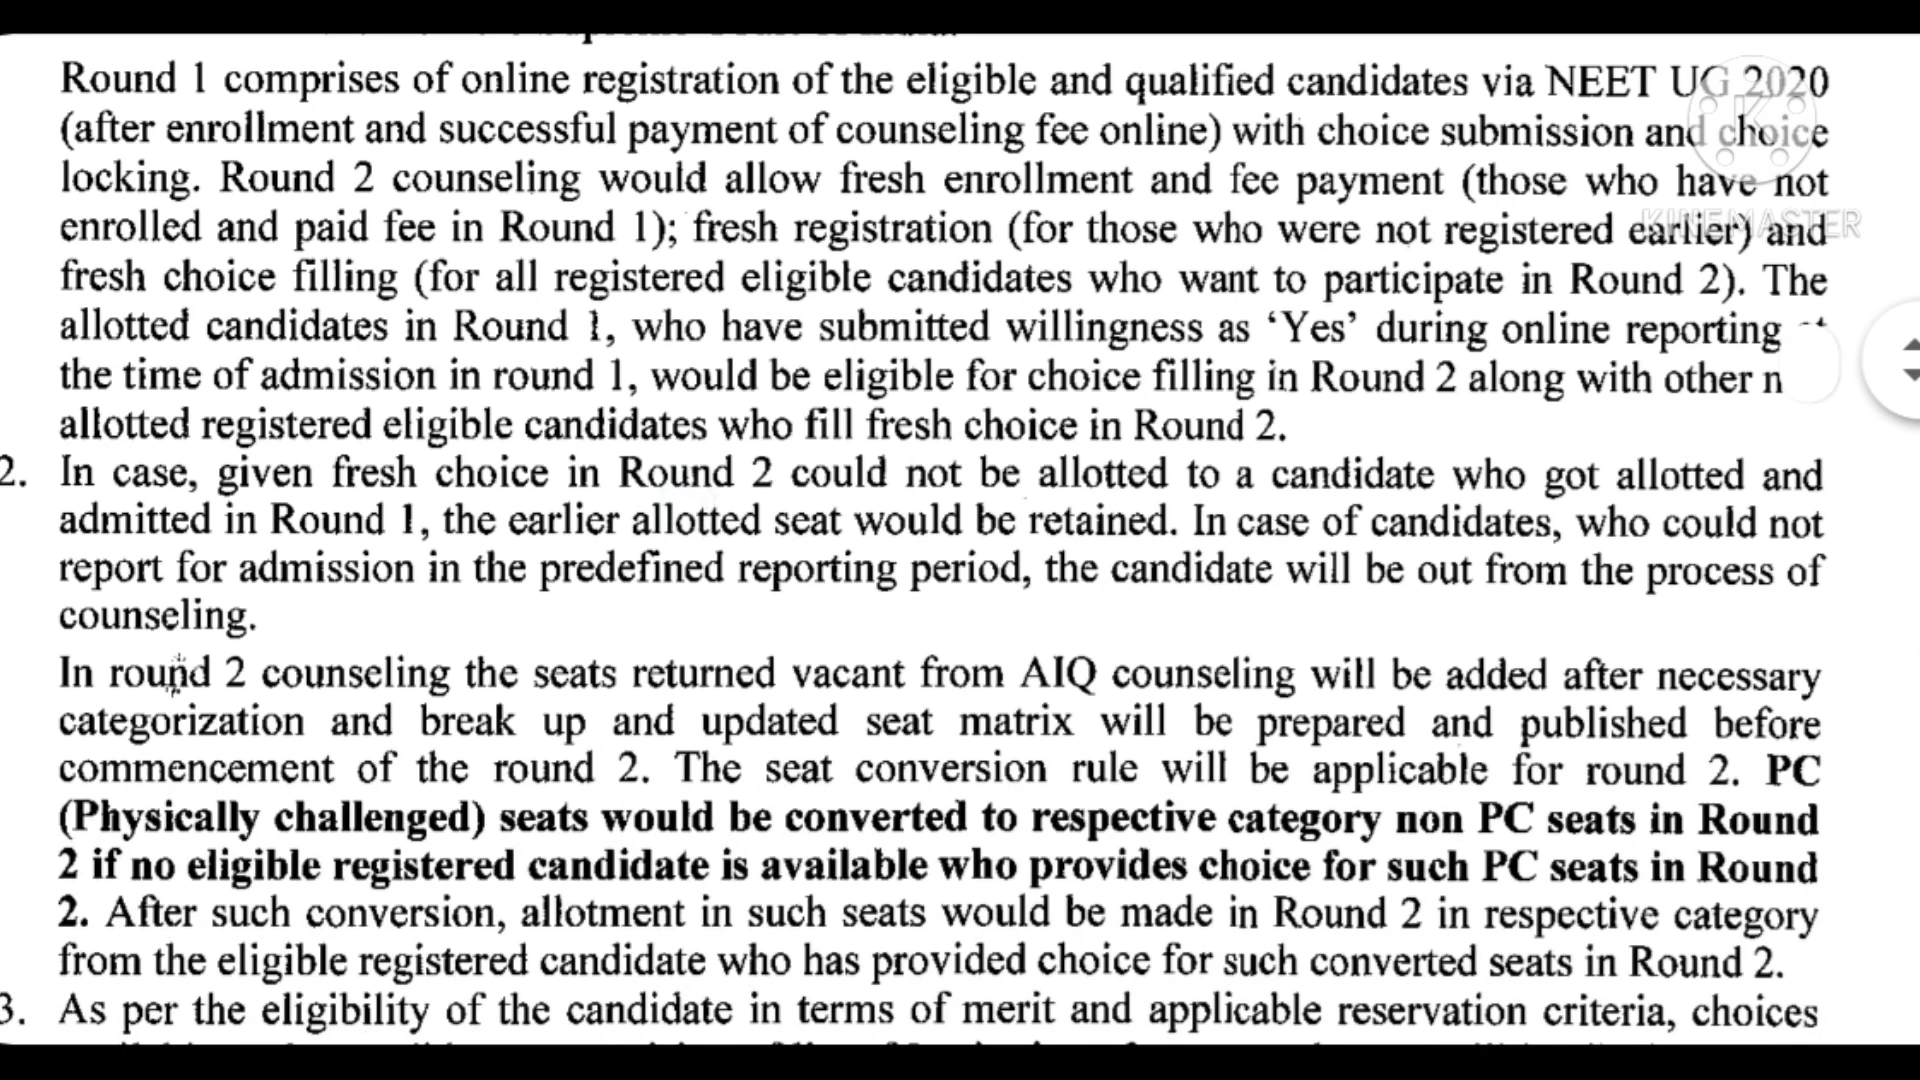 Round 1 comprises of online registration of the eligible and qualified candidates via NEET UG 2020
(after enrollment and successful payment of counseling fee online) with choice submission and choice
locking. Round 2 counseling would allow fresh enrollment and fee payment (those who have not
enrolled and paid fee in Round 1); fresh registration (for those who were not registered earlier) and
fresh choice filling (for all registered eligible candidates who want to participate in Round 2). The
allotted candidates in Round 1, who have submitted willingness as ‘Yes’ during online reporting
the time of admission in round 1, would be eligible for choice filling in Round 2 along with other n
allotted registered eligible candidates who fill fresh choice in Round 2.
2. In case, given fresh choice in Round 2 could not be allotted to a candidate who got allotted and
admitted in Round 1, the earlier allotted seat would be retained. In case of candidates, who could not
report for admission in the predefined reporting period, the candidate will be out from the process of
counseling.
In round 2 counseling the seats returned vacant from AIQ counseling will be added after necessary
categorization and break up and updated seat matrix will be prepared and published before
commencement of the round 2. The seat conversion rule will be applicable for round 2. PC
(Physically challenged) seats would be converted to respective category non PC seats in Round
2 if no eligible registered candidate is available who provides choice for such PC seats in Round
2. After such conversion, allotment in such seats would be made in Round 2 in respective category
from the eligible registered candidate who has provided choice for such converted seats in Round 2.
3. As per the eligibility of the candidate in terms of merit and applicable reservation criteria, choices
KINEMASTER